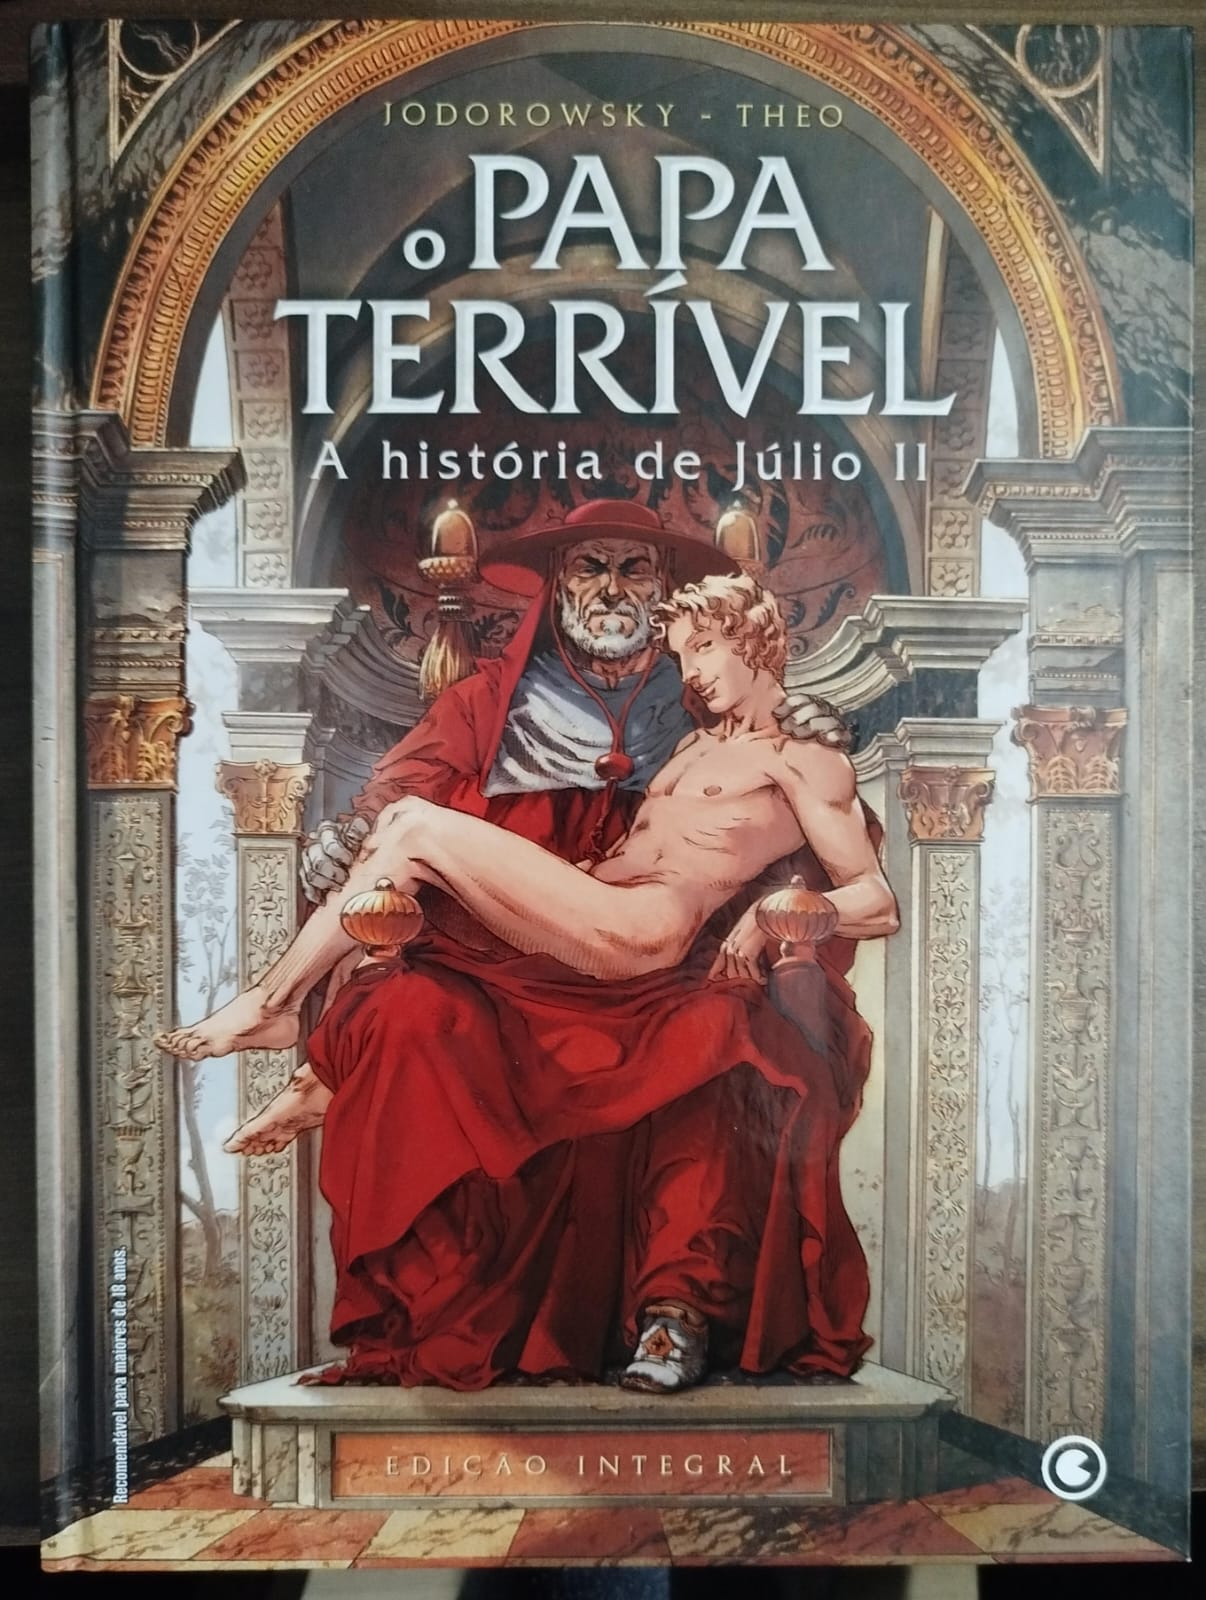 JODOROWSKY - THEO
O PAPA
TERRÍVEL
A história de Júlio II
Recomendável para maiores de 18 anos.
EDIÇÃO INTEGRAL